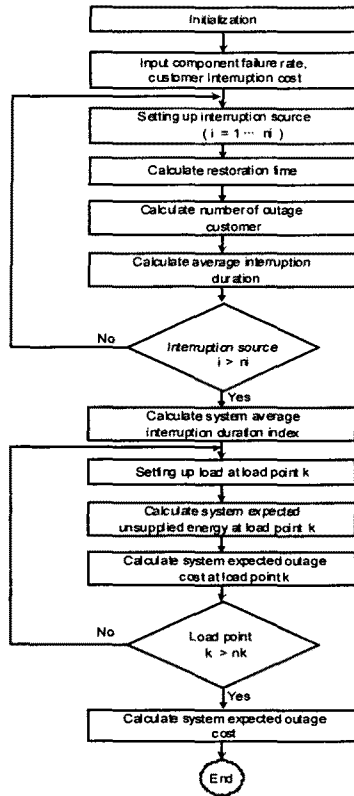 Initialization
Input component failure rate,
customer Interruption cost
Setting up interruption source
( i = 1 ··· ni )
Calculate restoration time
Calculate number of outage
customer
Calculate average interruption
duration
No
Interruption source
i > ni
Yes
Calculate system average
interruption duration index
Setting up load at load point k
Calculate system expected
unsupplied energy at load point k
Calculate system expected outage
cost at load point k
No
Load point
k > nk
Yes
Calculate system expected outage
cost
End